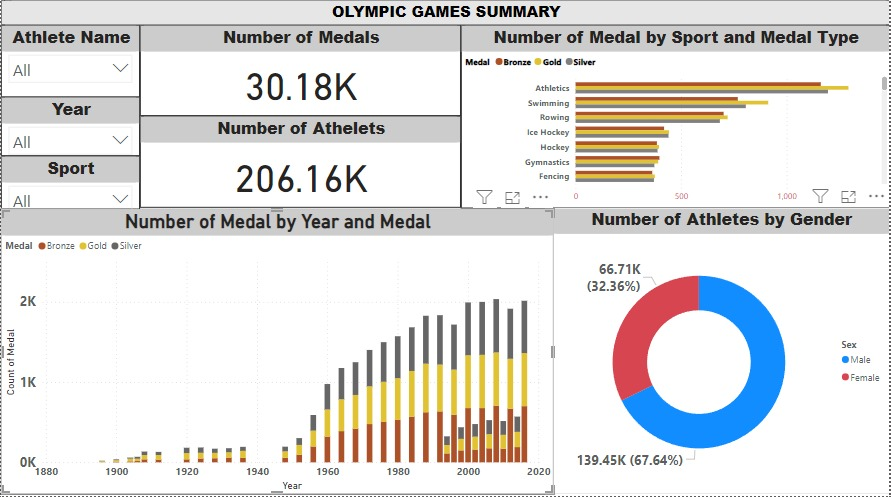 OLYMPIC GAMES SUMMARY
Athlete Name
All
Year
All
Sport
All
Number of Medals
30.18K
Number of Athelets
206.16K
Number of Medal by Sport and Medal Type
Medal Bronze Gold Silver
Athletics
Swimming
Rowing
Ice Hockey
Hockey
Gymnastics
Fencing
0 500 1,000
Number of Medal by Year and Medal
Medal Bronze Gold Silver
Count of Medal
2K
1K
0K
1880 1900 1920 1940 1960 1980 2000 2020
Year
Number of Athletes by Gender
66.71K
(32.36%)
139.45K (67.64%)
Sex
Male
Female